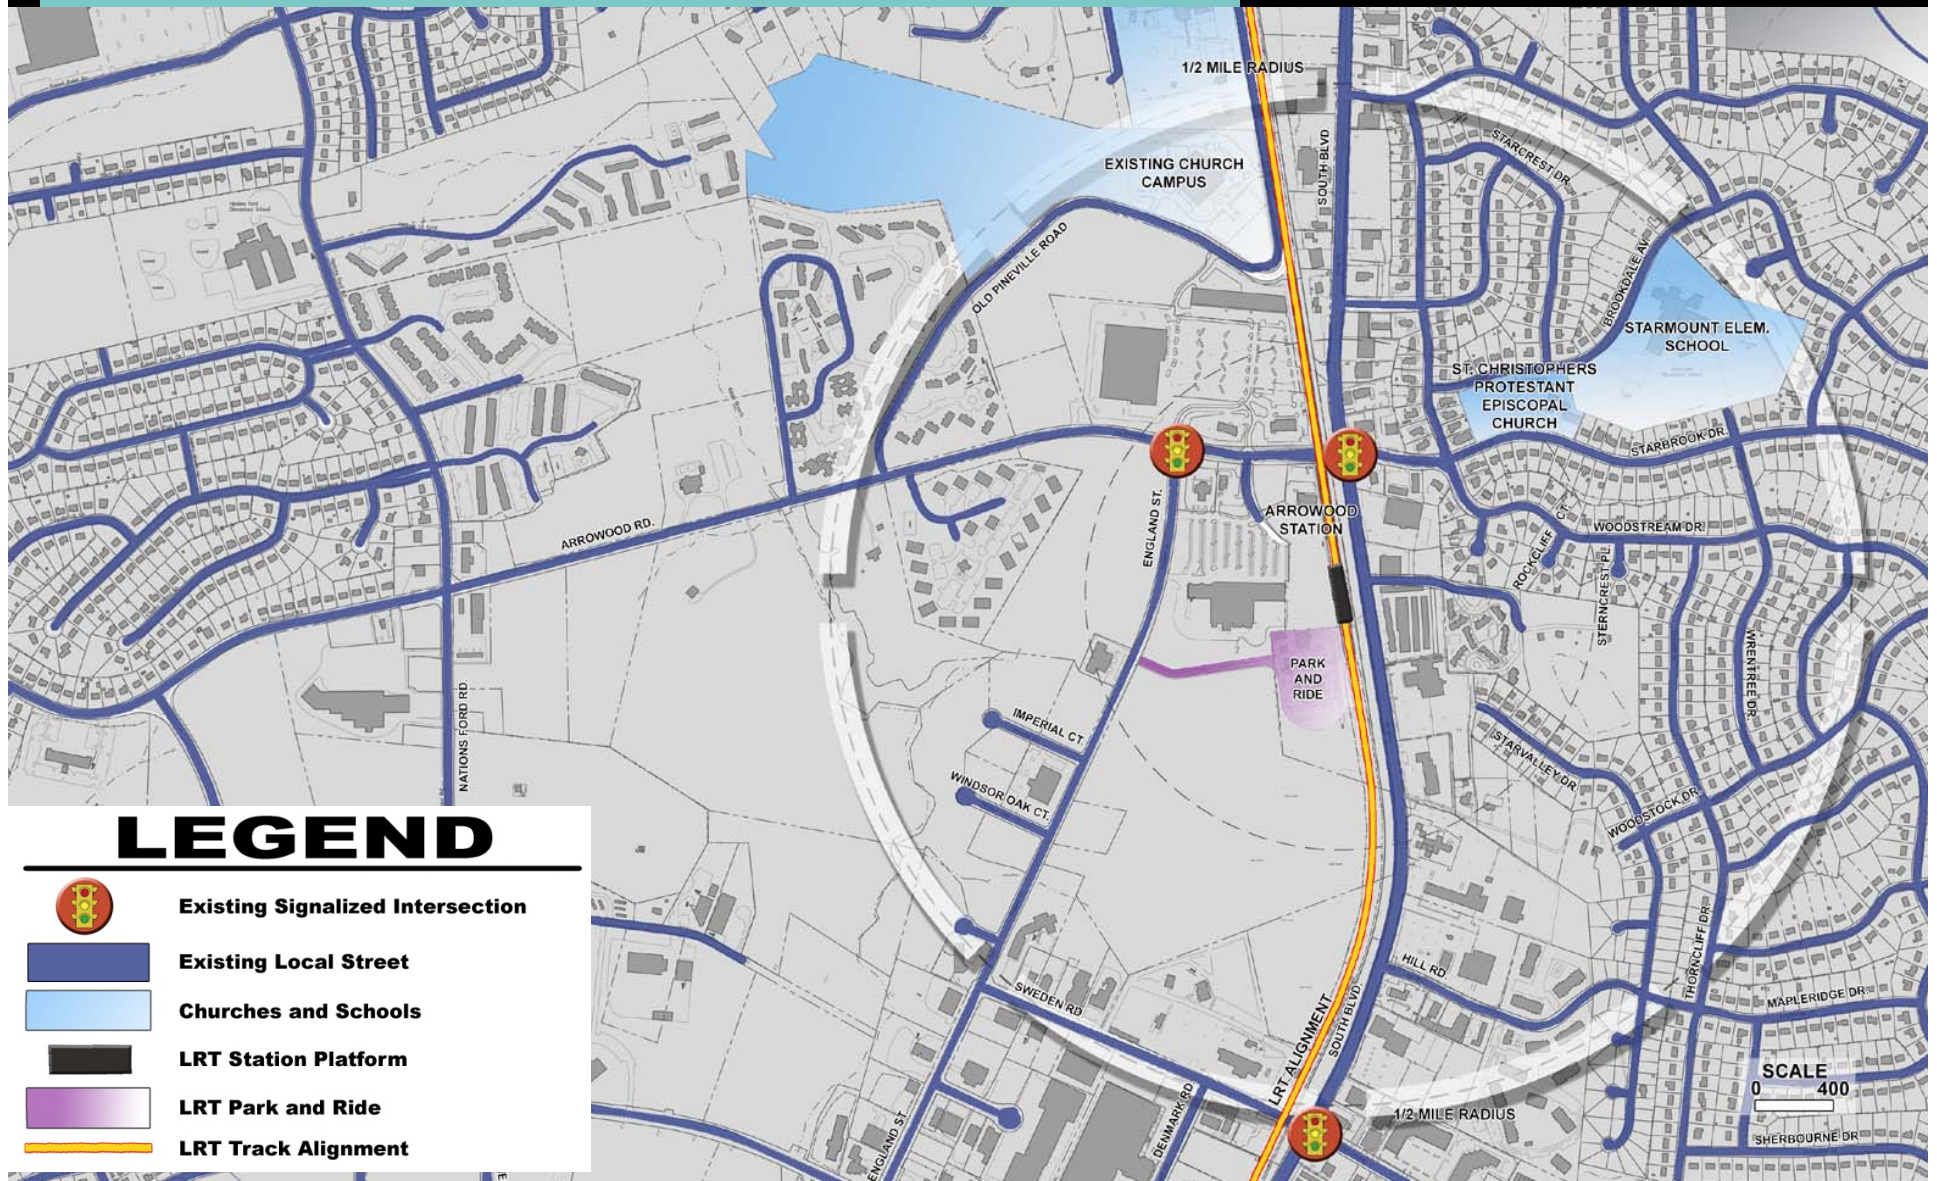 1/2 MILE RADIUS
SOUTH BLVD
STARCREST DR.
EXISTING CHURCH
CAMPUS
OLD PINEVILLE ROAD
BROOKDALE AV.
STARMOUNT ELEM.
SCHOOL
ST. CHRISTOPHERS
PROTESTANT
EPISCOPAL
CHURCH
STARBROOK DR.
ARROWOOD RD.
ENGLAND ST.
ARROWOOD
STATION
ROCKCLIFF CT.
WOODSTREAM DR.
STERNCREST PL.
WRENTREE DR.
PARK
AND
RIDE
NATIONS FORD RD.
IMPERIAL CT.
WINDSOR OAK CT.
STARVALLEY DR.
WOODSTOCK DR.
THORNCLIFF DR.
HILL RD.
SWEDEN RD
MAPLERIDGE DR.
LRT ALIGNMENT
SOUTH BLVD.
DENMARK RD
ENGLAND ST
1/2 MILE RADIUS
SCALE
0 400
SHERBOURNE DR
LEGEND
Existing Signalized Intersection
Existing Local Street
Churches and Schools
LRT Station Platform
LRT Park and Ride
LRT Track Alignment